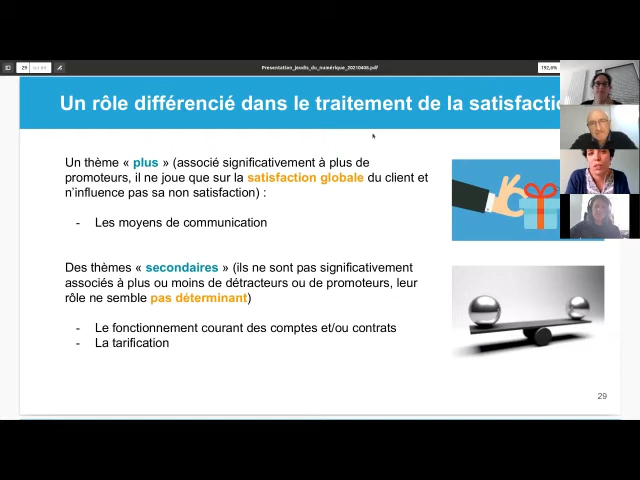 29
Presentation_jeudis_du_numérique_20210408.pdf
192,6%
Un rôle différencié dans le traitement de la
Un thème « plus » (associé significativement à plus de
promoteurs, il ne joue que sur la satisfaction globale du client et
n'influence pas sa non satisfaction) :
- Les moyens de communication
Des thèmes « secondaires » (ils ne sont pas significativement
associés à plus ou moins de détracteurs ou de promoteurs, leur
rôle ne semble pas déterminant)
- Le fonctionnement courant des comptes et/ou contrats
- La tarification
29